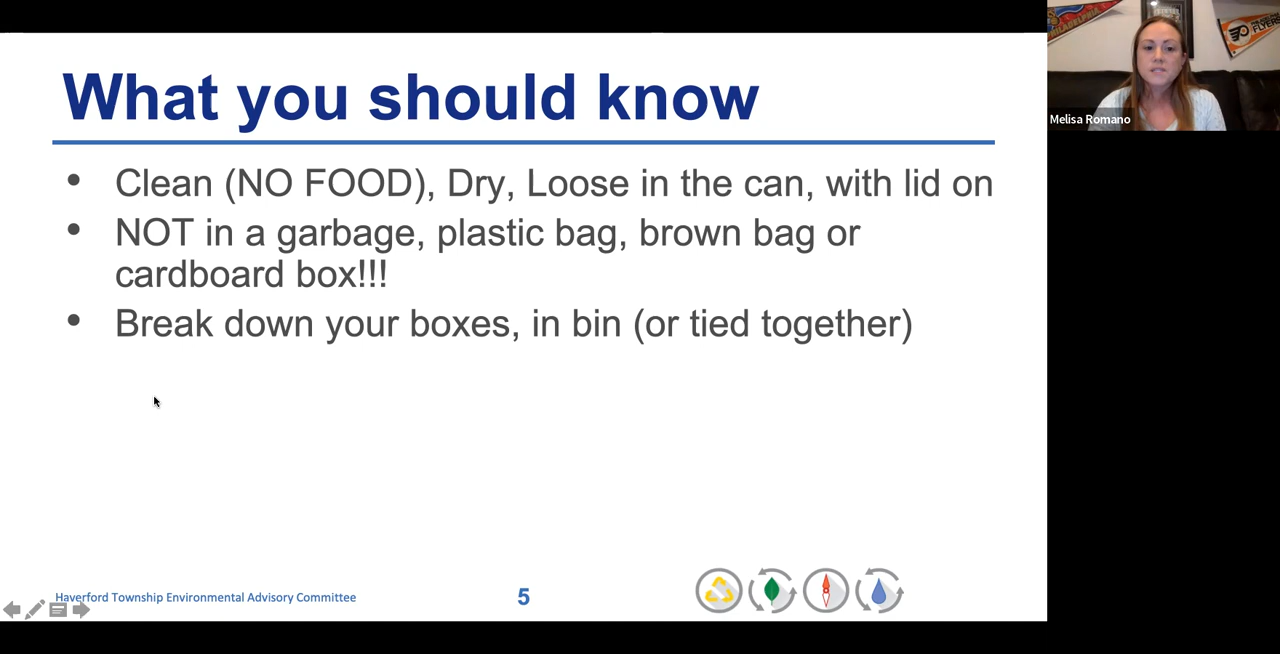 What you should know
• Clean (NO FOOD), Dry, Loose in the can, with lid on
• NOT in a garbage, plastic bag, brown bag or
cardboard box!!!
• Break down your boxes, in bin (or tied together)
Haverford Township Environmental Advisory Committee
5
PHILADELPHIA
FLYERS
Melisa Romano